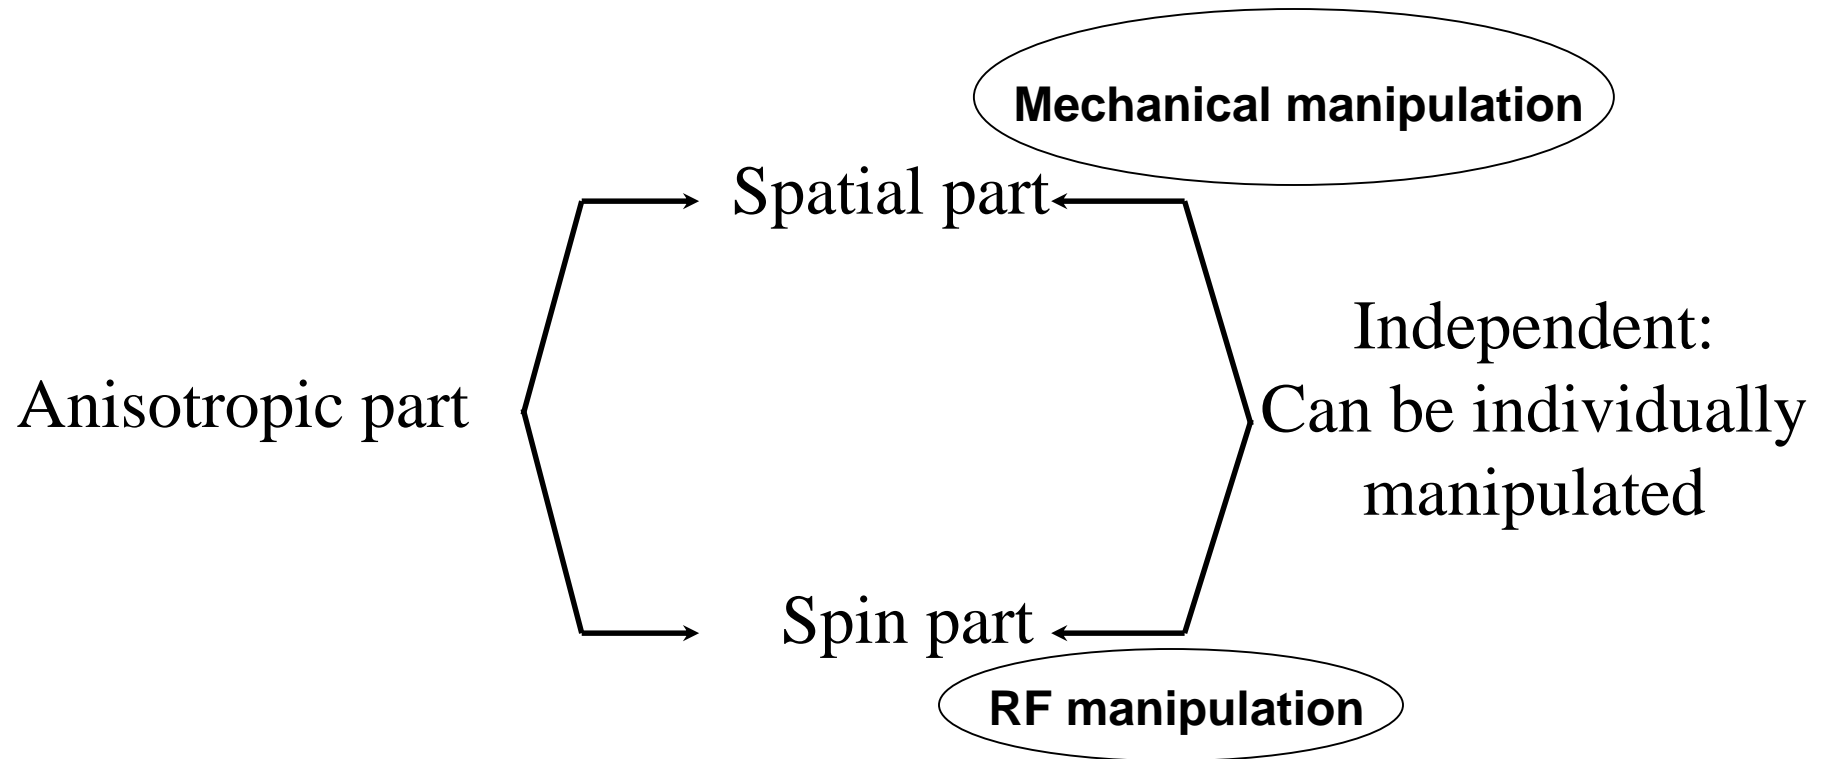 Mechanical manipulation
Spatial part
Independent:
Anisotropic part
Can be individually
manipulated
Spin part
RF manipulation